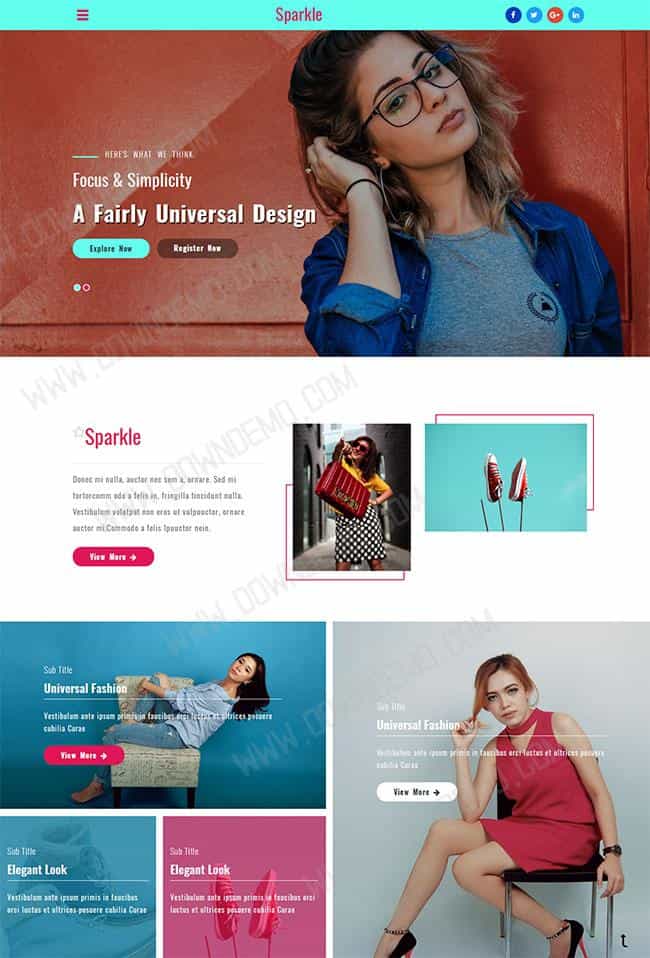 Sparkle
HERE'S WHAT WE THINK.
Focus & Simplicity
A Fairly Universal Design
Explore Now
Register Now
WWW.DOWNDEMO.COM
Sparkle
Donec mi nulla, auctor nec sem a, ornare. Sed mi
tortorcomm odo a felis in, fringilla tincidunt nulla.
Vestibulum volutpat non eros ut vulpouctor, ornare
auctor mi.Commodo a felis lpouctor nein.
View More
Sub Title
Universal Fashion
Vestibulum ante ipsum primis in faucibus orci luctus et ultrices posuere
cubilia Curae
View More
Sub Title
Universal Fashion
Vestibulum ante ipsum primis in faucibus orci luctus et ultrices posuere
cubilia Curae
View More
Sub Title
Elegant Look
Vestibulum ante ipsum primis in faucibus
orci luctus et ultrices posuere cubilia Curae
Sub Title
Elegant Look
Vestibulum ante ipsum primis in faucibus
orci luctus et ultrices posuere cubilia Curae